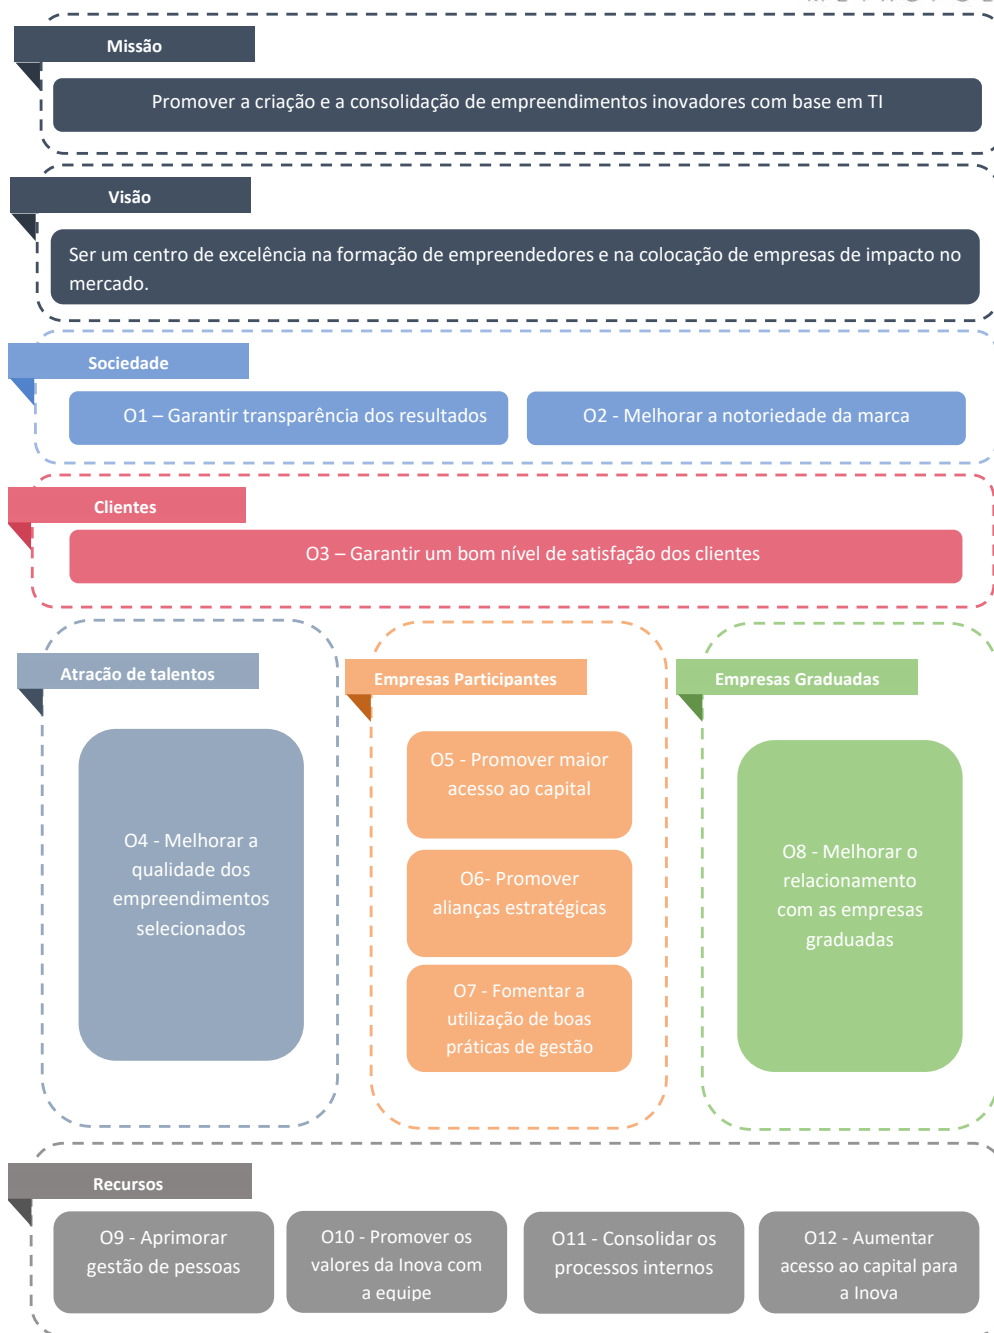 Missão
Promover a criação e a consolidação de empreendimentos inovadores com base em TI
Visão
Ser um centro de excelência na formação de empreendedores e na colocação de empresas de impacto no
mercado.
Sociedade
O1 – Garantir transparência dos resultados
O2 - Melhorar a notoriedade da marca
Clientes
O3 – Garantir um bom nível de satisfação dos clientes
Atração de talentos
O4 - Melhorar a
qualidade dos
empreendimentos
selecionados
Empresas Participantes
O5 - Promover maior
acesso ao capital
O6- Promover
alianças estratégicas
O7 - Fomentar a
utilização de boas
práticas de gestão
Empresas Graduadas
O8 - Melhorar o
relacionamento
com as empresas
graduadas
Recursos
O9 - Aprimorar
gestão de pessoas
O10 - Promover os
valores da Inova com
a equipe
O11 - Consolidar os
processos internos
O12 - Aumentar
acesso ao capital para
a Inova